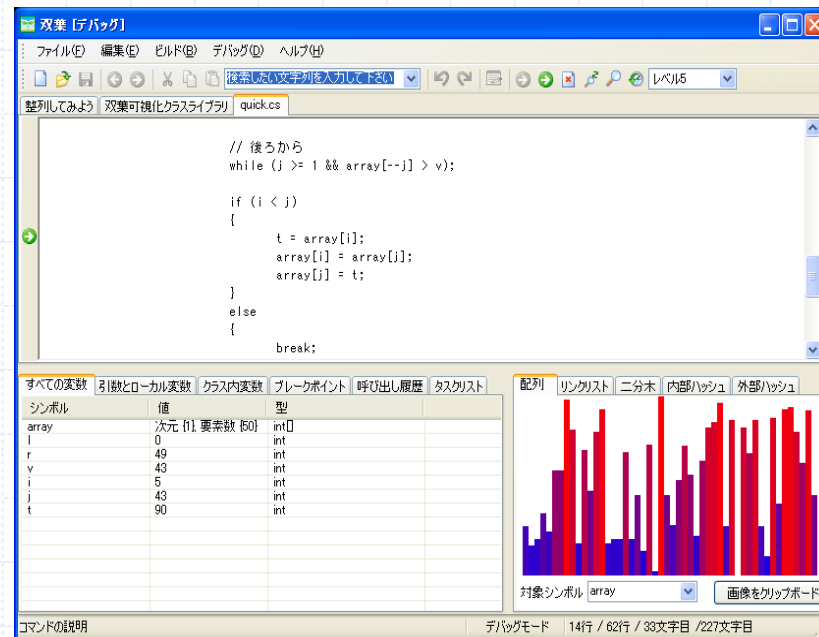 双葉 [デバッグ]
ファイル(F) 編集(E) ビルド(B) デバッグ(D) ヘルプ(H)
検索したい文字列を入力して下さい レベル5
整列してみよう 双葉可視化クラスライブラリ quick.cs
// 後ろから
while (j >= 1 && array[--j] > v);
if (i < j)
{
t = array[i];
array[i] = array[j];
array[j] = t;
}
else
{
break;
すべての変数 引数とローカル変数 クラス内変数 ブレークポイント 呼び出し履歴 タスクリスト
シンボル 値 型
array 次元 {1}, 要素数 {50} int[]
l 0 int
r 49 int
v 43 int
i 5 int
j 43 int
t 90 int
配列 リンクリスト 二分木 内部ハッシュ 外部ハッシュ
対象シンボル array 画像をクリップボード
コマンドの説明 デバッグモード 14行 / 62行 / 33文字目 /227文字目